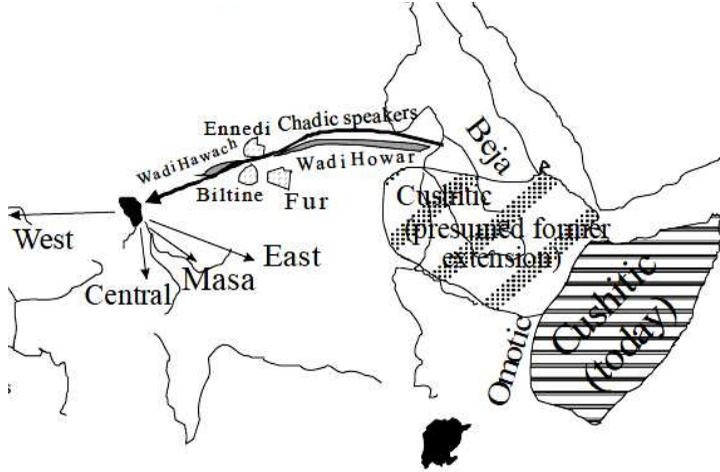 Ennedi
Chadic speakers
Wadi Hawach
Wadi Howar
Biltine
Fur
Beja
Cushitic
(presumed former
extension)
West
East
Masa
Central
Omotic
Cushitic
(today)
s